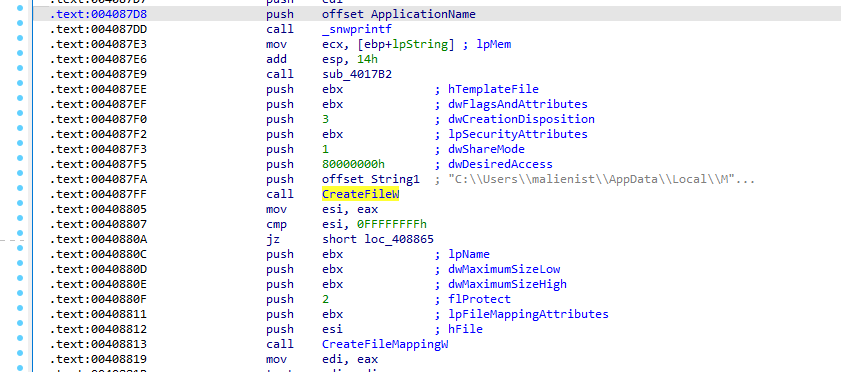 .text:004087D8 push offset ApplicationName
.text:004087DD call _snwprintf
.text:004087E3 mov ecx, [ebp+lpString] ; lpMem
.text:004087E6 add esp, 14h
.text:004087E9 call sub_4017B2
.text:004087EE push ebx ; hTemplateFile
.text:004087EF push ebx ; dwFlagsAndAttributes
.text:004087F0 push 3 ; dwCreationDisposition
.text:004087F2 push ebx ; lpSecurityAttributes
.text:004087F3 push 1 ; dwShareMode
.text:004087F5 push 80000000h ; dwDesiredAccess
.text:004087FA push offset String1 ; "C:\\Users\\malienist\\AppData\\Local\\M"...
.text:004087FF call CreateFileW
.text:00408805 mov esi, eax
.text:00408807 cmp esi, 0FFFFFFFFh
.text:0040880A jz short loc_408865
.text:0040880C push ebx ; lpName
.text:0040880D push ebx ; dwMaximumSizeLow
.text:0040880E push ebx ; dwMaximumSizeHigh
.text:0040880F push 2 ; flProtect
.text:00408811 push ebx ; lpFileMappingAttributes
.text:00408812 push esi ; hFile
.text:00408813 call CreateFileMappingW
.text:00408819 mov edi, eax